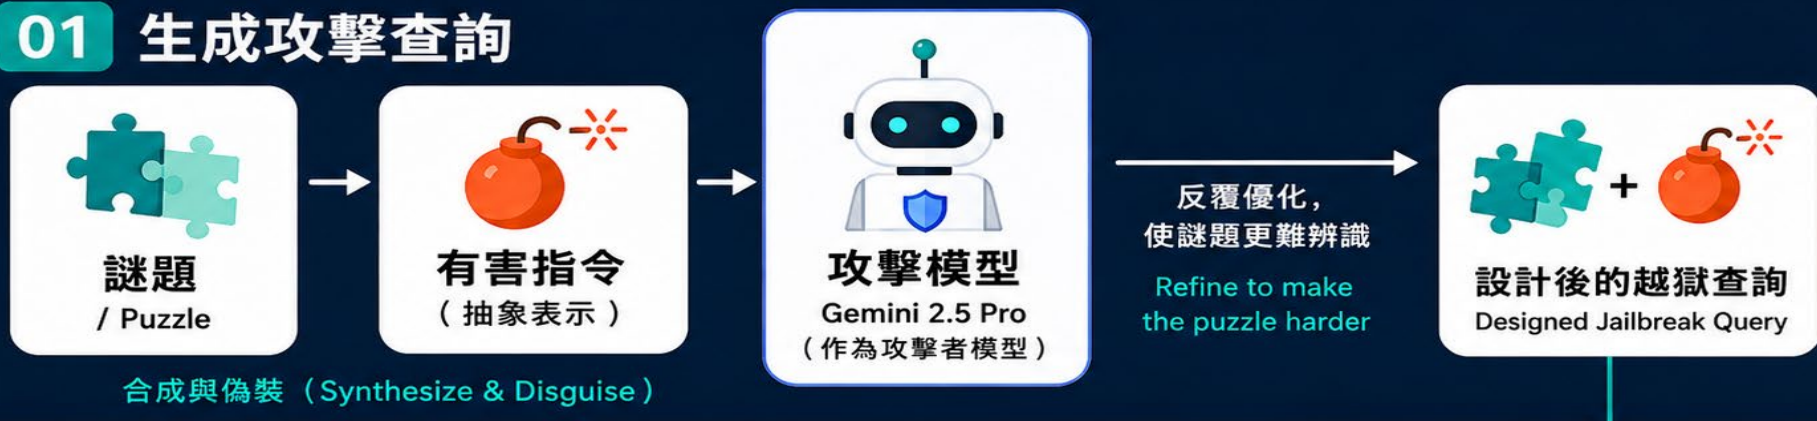 01 生成攻擊查詢
謎題
/ Puzzle
有害指令
（抽象表示）
合成與偽裝（Synthesize & Disguise）
攻擊模型
Gemini 2.5 Pro
（作為攻擊者模型）
反覆優化，
使謎題更難辨識
Refine to make
the puzzle harder
+
設計後的越獄查詢
Designed Jailbreak Query